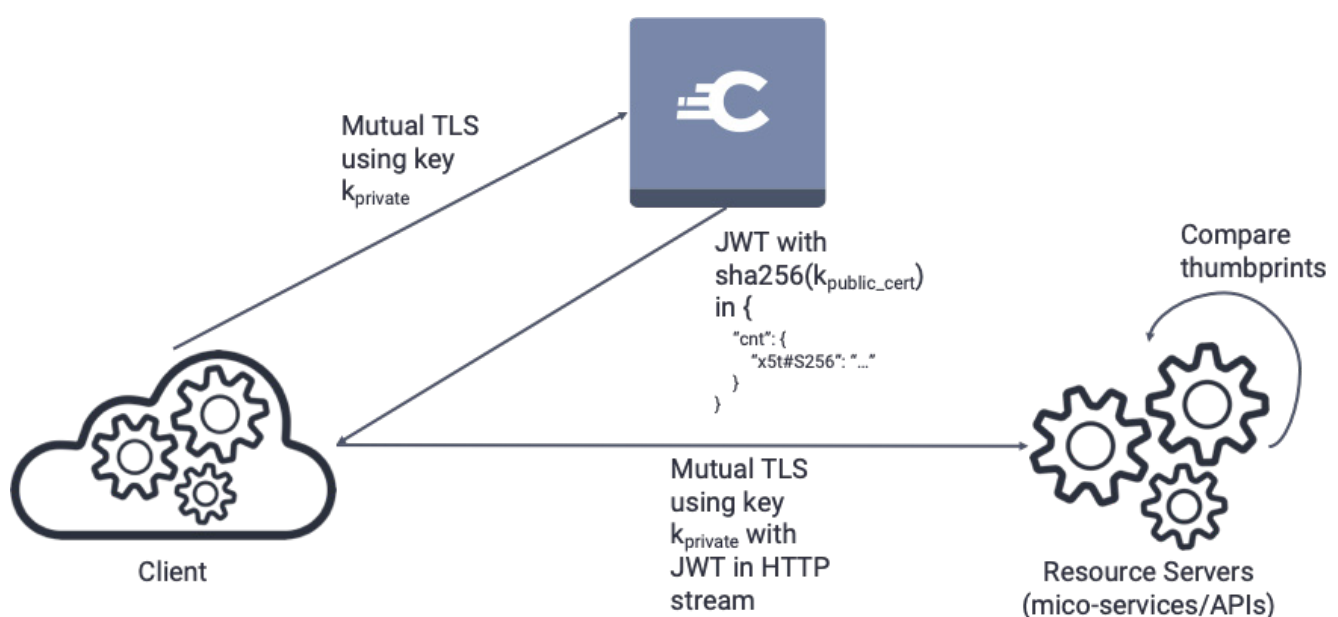 Mutual TLS
using key
kprivate
JWT with
sha256(kpublic_cert)
in {
"cnt": {
"x5t#S256": "..."
}
}
Compare
thumbprints
Mutual TLS
using key
kprivate with
JWT in HTTP
stream
Client
Resource Servers
(mico-services/APIs)